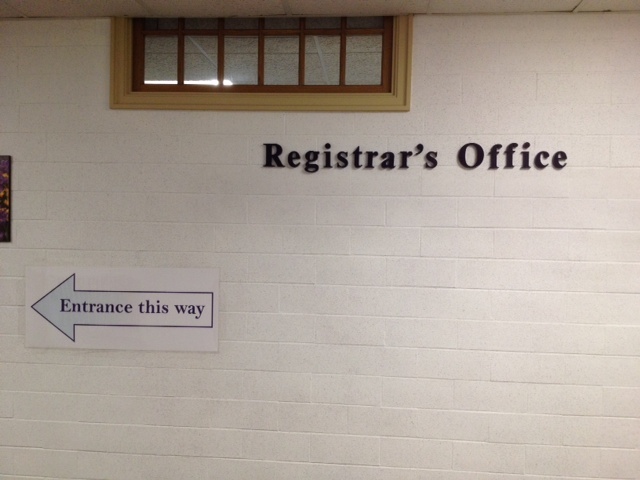 Registrar's Office
Entrance this way